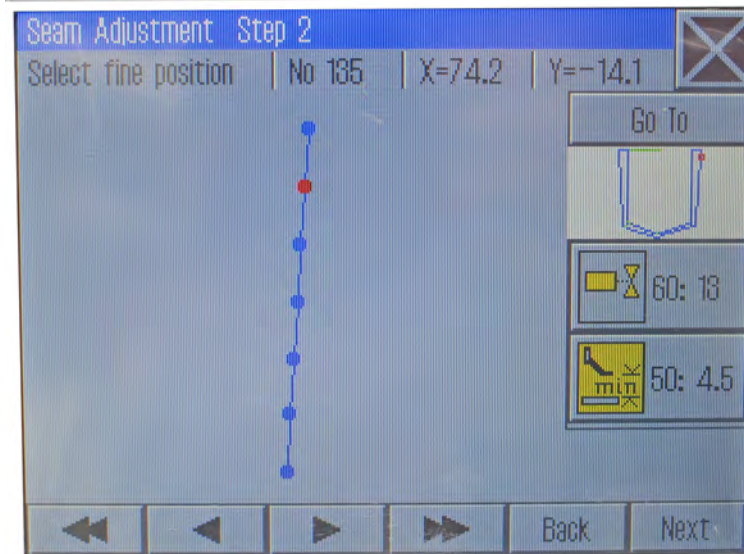 Seam Adjustment Step 2
Select fine position No 135 X=74.2 Y=-14.1
Go To
60: 13
min 50: 4.5
Back Next